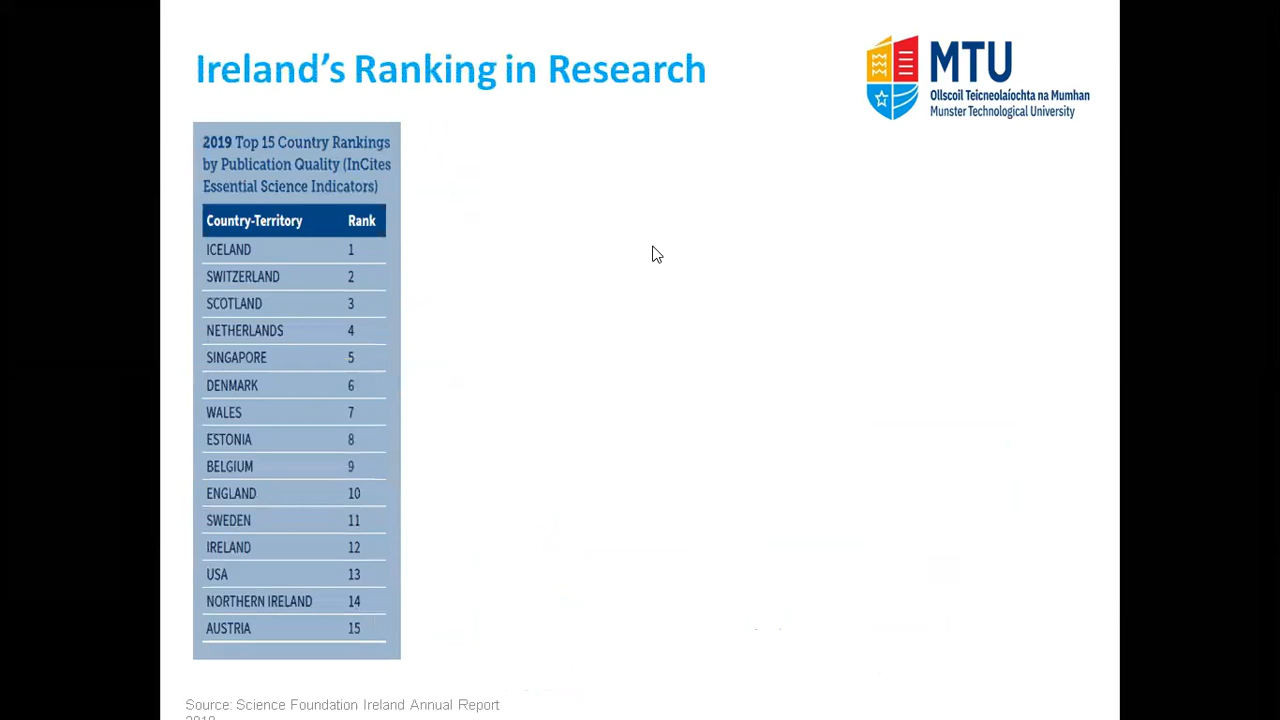 Ireland's Ranking in Research
MTU
Ollscoil Teicneolaíochta na Mumhan
Munster Technological University
2019 Top 15 Country Rankings
by Publication Quality (InCites
Essential Science Indicators)
Country-Territory Rank
ICELAND 1
SWITZERLAND 2
SCOTLAND 3
NETHERLANDS 4
SINGAPORE 5
DENMARK 6
WALES 7
ESTONIA 8
BELGIUM 9
ENGLAND 10
SWEDEN 11
IRELAND 12
USA 13
NORTHERN IRELAND 14
AUSTRIA 15
Source: Science Foundation Ireland Annual Report